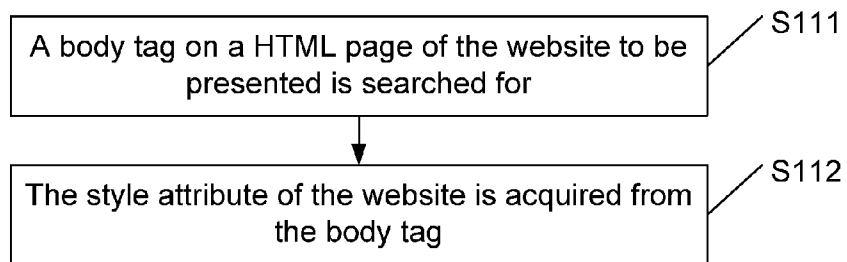 S111
A body tag on a HTML page of the website to be
presented is searched for
S112
The style attribute of the website is acquired from
the body tag